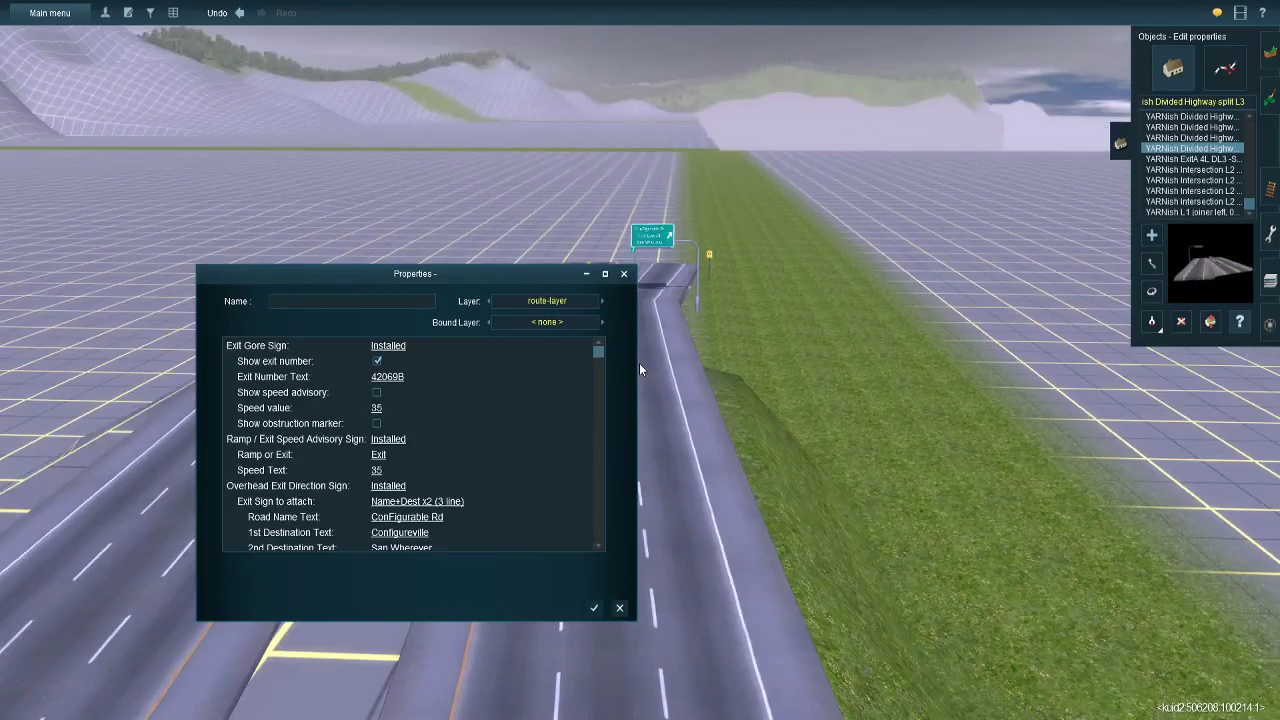 Main menu
Undo
Redo
?
Objects - Edit properties
ish Divided Highway split L3
YARNish Divided Highw...
YARNish Divided Highw...
YARNish Divided Highw...
YARNish Divided Highw...
YARNish ExitA 4L DL3 -S...
YARNish Intersection L2 ...
YARNish Intersection L2 ...
YARNish Intersection L2 ...
YARNish Intersection L2 ...
YARNish L1 joiner left, 0...
?
Properties -
Name :
Layer:
route-layer
Bound Layer:
< none >
Exit Gore Sign: Installed
Show exit number:
Exit Number Text: 42069B
Show speed advisory:
Speed value: 35
Show obstruction marker:
Ramp / Exit Speed Advisory Sign: Installed
Ramp or Exit: Exit
Speed Text: 35
Overhead Exit Direction Sign: Installed
Exit Sign to attach: Name+Dest x2 (3 line)
Road Name Text: ConFigurable Rd
1st Destination Text: Configureville
2nd Destination Text: San Wherever
<kuid2:506208:100214:1>